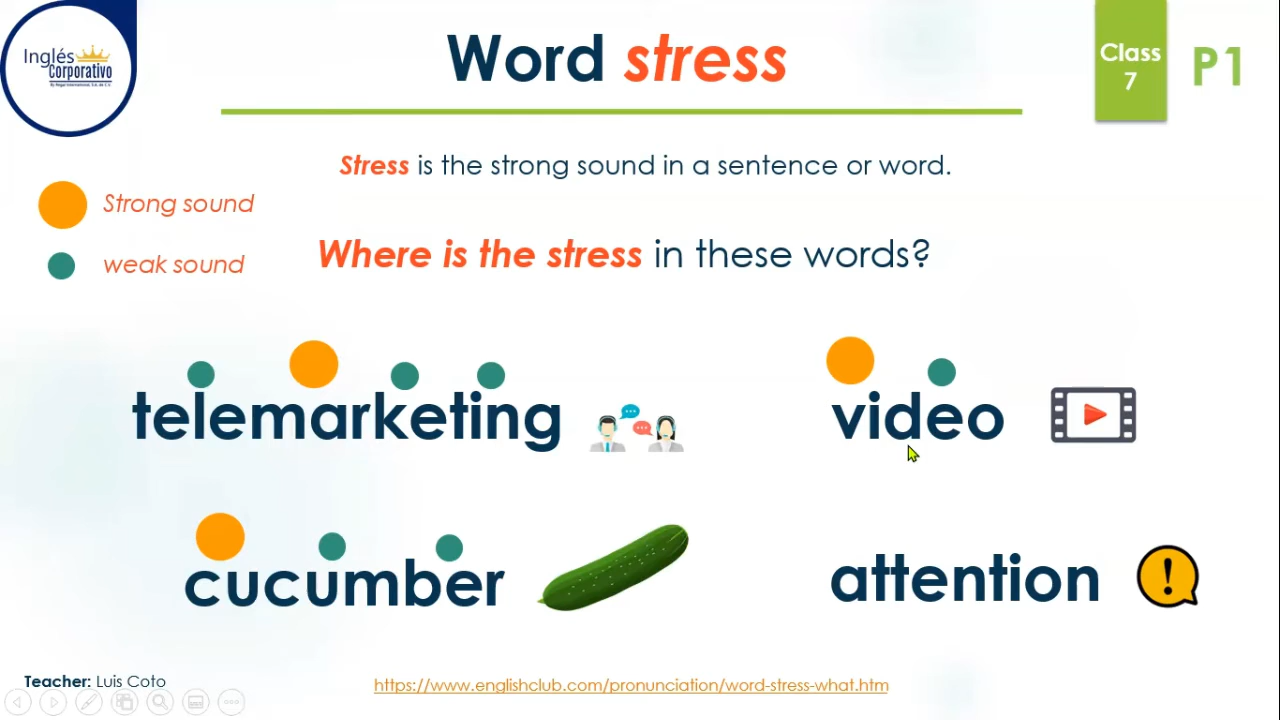 Inglés
Corporativo
Word stress
Class
7
P1
Stress is the strong sound in a sentence or word.
Strong sound
weak sound
Where is the stress in these words?
telemarketing
video
cucumber
attention
Teacher: Luis Coto
https://www.englishclub.com/pronunciation/word-stress-what.htm